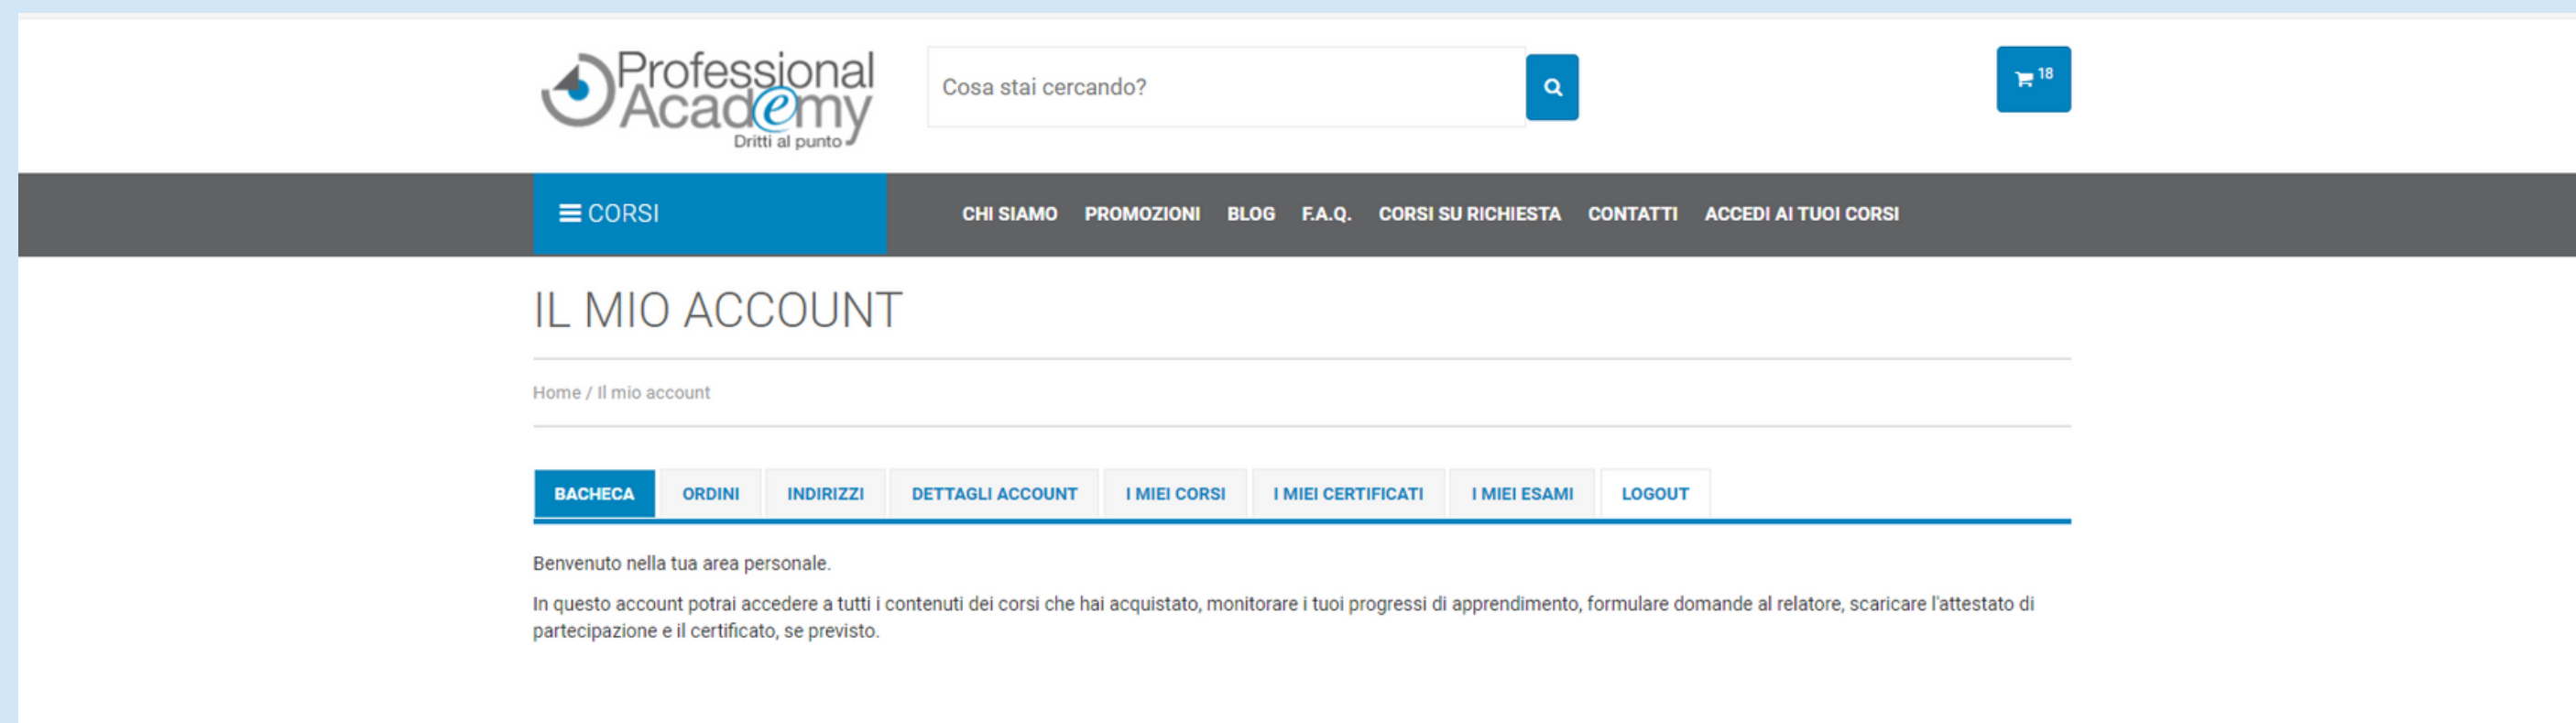 Professional
Academy
Dritti al punto
Cosa stai cercando?
18
CORSI
CHI SIAMO PROMOZIONI BLOG F.A.Q. CORSI SU RICHIESTA CONTATTI ACCEDI AI TUOI CORSI
IL MIO ACCOUNT
Home / Il mio account
BACHECA ORDINI INDIRIZZI DETTAGLI ACCOUNT I MIEI CORSI I MIEI CERTIFICATI I MIEI ESAMI LOGOUT
Benvenuto nella tua area personale.
In questo account potrai accedere a tutti i contenuti dei corsi che hai acquistato, monitorare i tuoi progressi di apprendimento, formulare domande al relatore, scaricare l'attestato di
partecipazione e il certificato, se previsto.